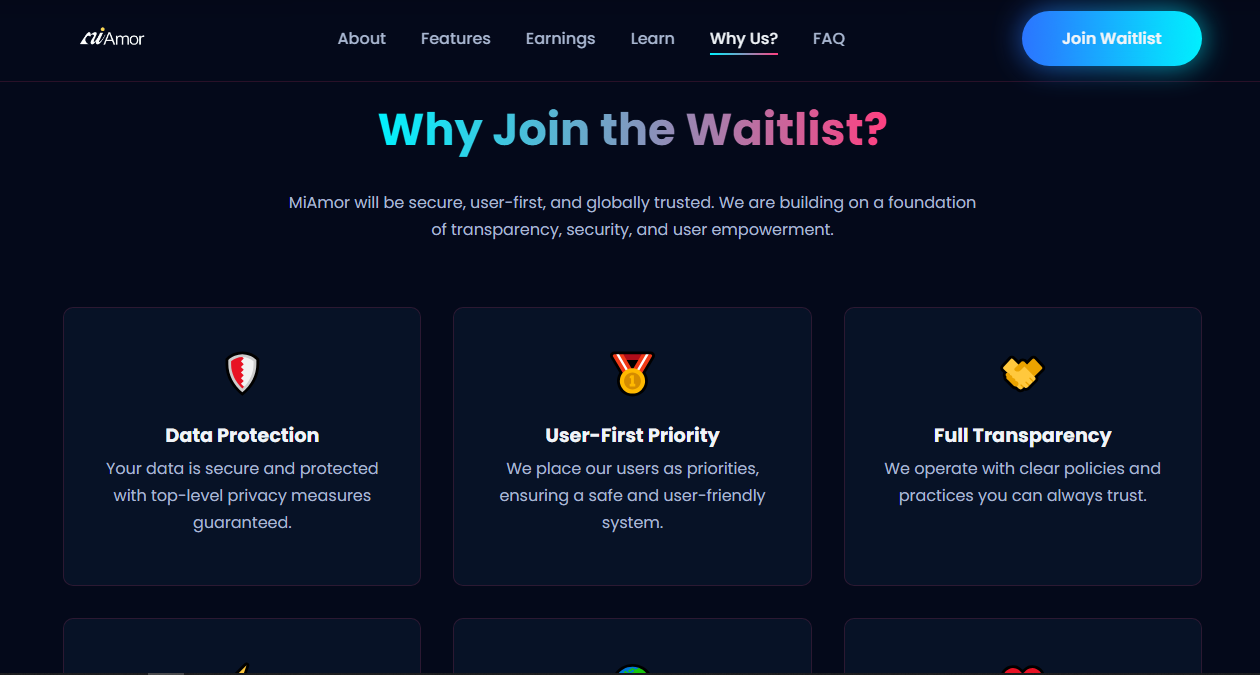 miAmor
About Features Earnings Learn Why Us? FAQ
Join Waitlist
Why Join the Waitlist?
MiAmor will be secure, user-first, and globally trusted. We are building on a foundation
of transparency, security, and user empowerment.
Data Protection
Your data is secure and protected
with top-level privacy measures
guaranteed.
1
User-First Priority
We place our users as priorities,
ensuring a safe and user-friendly
system.
Full Transparency
We operate with clear policies and
practices you can always trust.